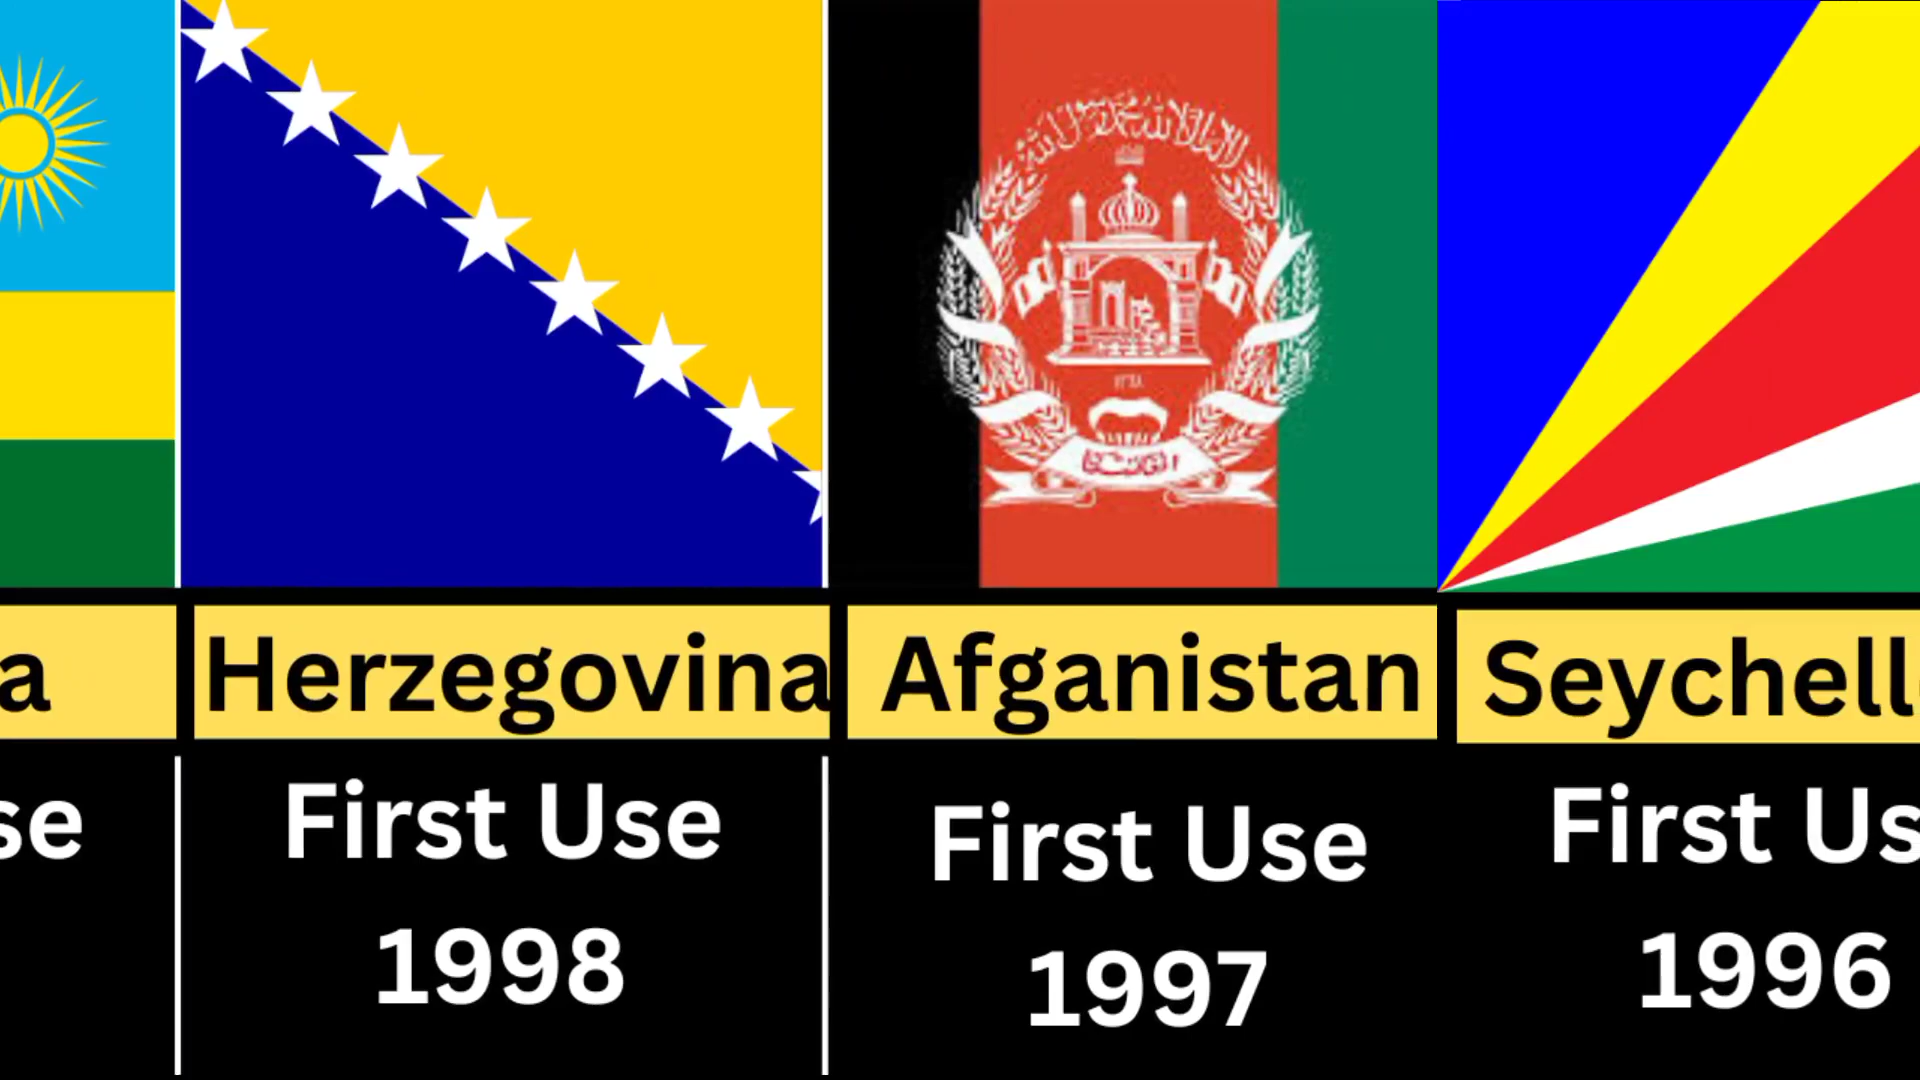 a
Herzegovina
Afganistan
Seychell
se
First Use
First Use
First Us
1998
1997
1996